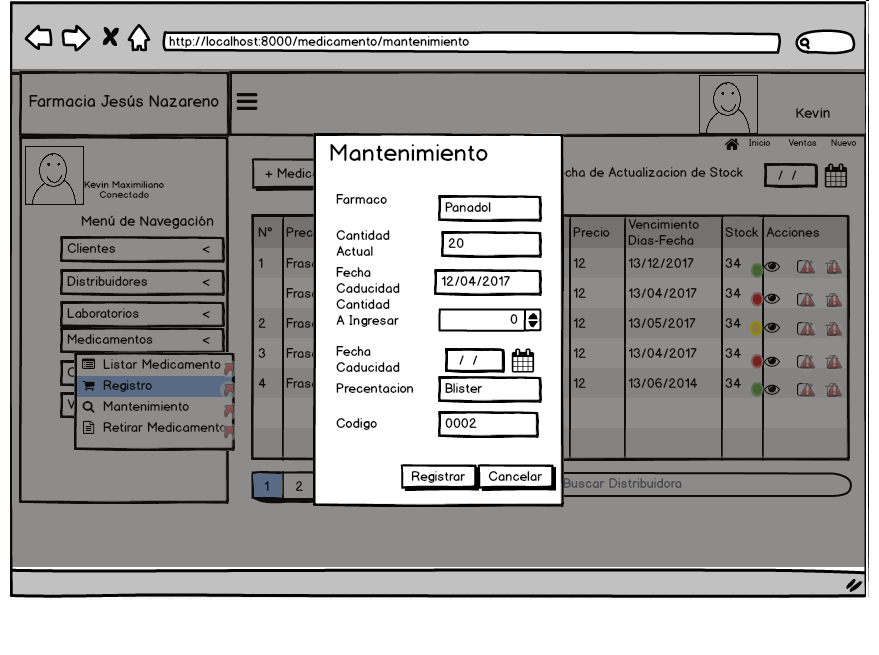 http://localhost:8000/medicamento/mantenimiento
Farmacia Jesús Nazareno
Kevin
Inicio Ventas Nuevo
Kevin Maximiliano
Conectado
Menú de Navegación
Clientes <
Distribuidores <
Laboratorios <
Medicamentos <
Listar Medicamento
Registro
Mantenimiento
Retirar Medicamento
+ Medic
cha de Actualizacion de Stock / /
N° Prec Precio Vencimiento Dias-Fecha Stock Acciones
1 Fras 12 13/12/2017 34
Fras 12 13/04/2017 34
2 Fras 12 13/05/2017 34
3 Fras 12 13/04/2017 34
4 Fras 12 13/06/2014 34
1 2
Buscar Distribuidora
Mantenimiento
Farmaco Panadol
Cantidad
Actual 20
Fecha
Caducidad 12/04/2017
Cantidad
A Ingresar 0
Fecha
Caducidad / /
Precentacion Blister
Codigo 0002
Registrar Cancelar